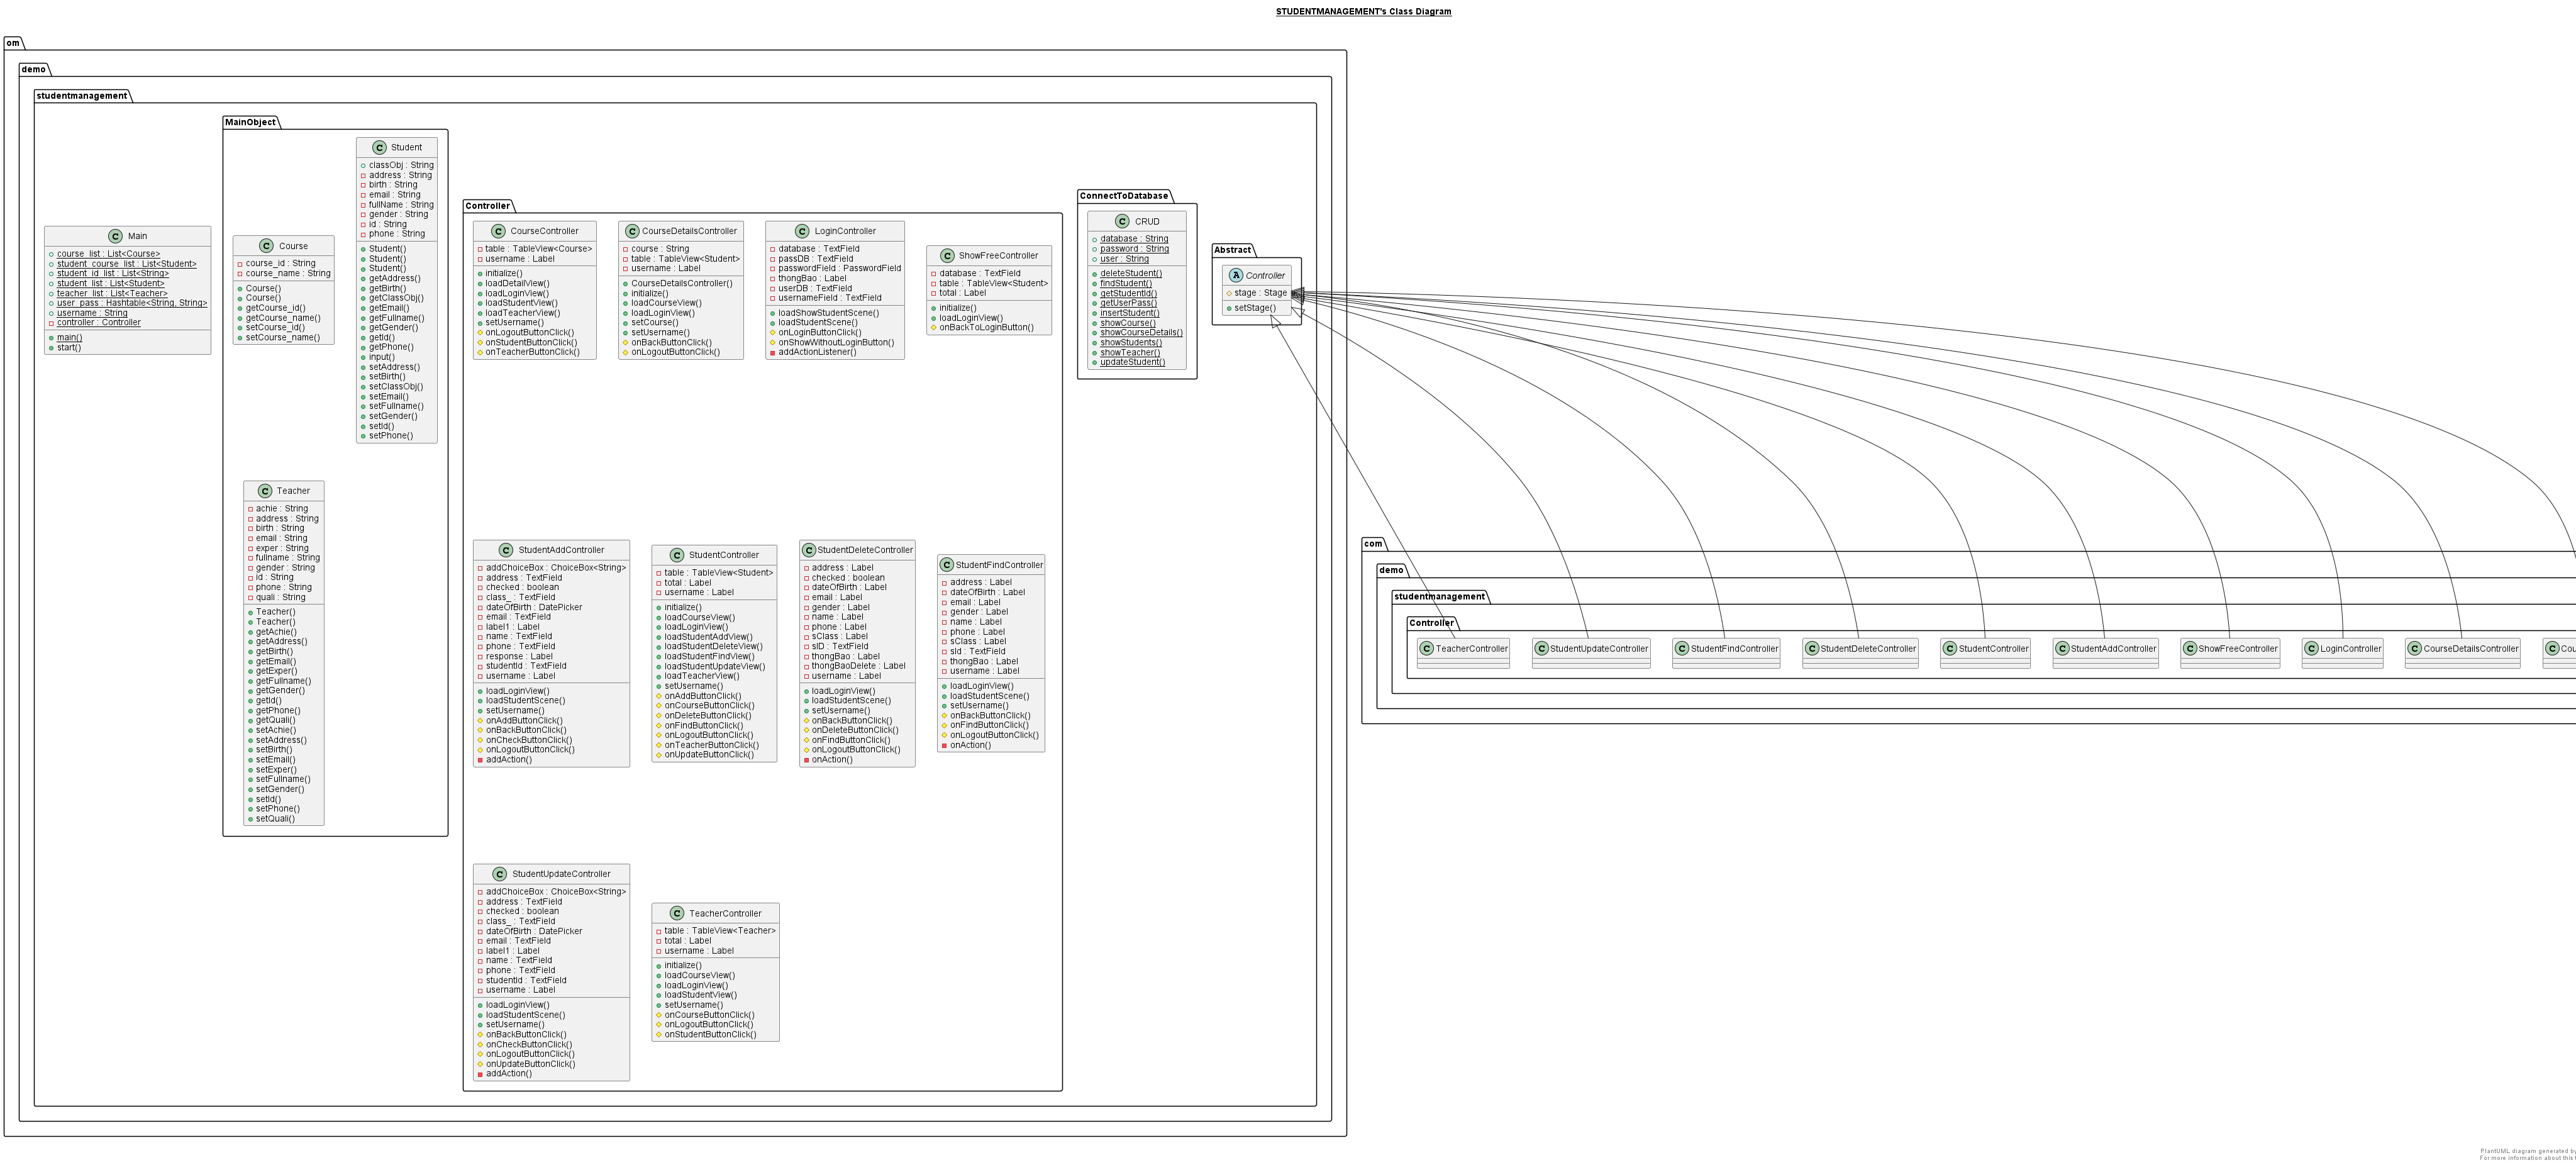 STUDENTMANAGEMENT's Class Diagram
om
demo
studentmanagement
Main
course_list : List<Course>
student_course_list : List<Student>
student_id_list : List<String>
student_list : List<Student>
teacher_list : List<Teacher>
user_pass : Hashtable<String, String>
username : String
controller : Controller
main()
start()
MainObject
Course
course_id : String
course_name : String
Course()
Course()
getCourse_id()
getCourse_name()
setCourse_id()
setCourse_name()
Student
classObj : String
address : String
birth : String
email : String
fullName : String
gender : String
id : String
phone : String
Student()
Student()
Student()
getAddress()
getBirth()
getClassObj()
getEmail()
getFullname()
getGender()
getId()
getPhone()
input()
setAddress()
setBirth()
setClassObj()
setEmail()
setFullname()
setGender()
setId()
setPhone()
Teacher
achie : String
address : String
birth : String
email : String
exper : String
fullname : String
gender : String
id : String
phone : String
quali : String
Teacher()
Teacher()
getAchie()
getAddress()
getBirth()
getEmail()
getExper()
getFullname()
getGender()
getId()
getPhone()
getQuali()
setAchie()
setAddress()
setBirth()
setEmail()
setExper()
setFullname()
setGender()
setId()
setPhone()
setQuali()
Controller
CourseController
table : TableView<Course>
username : Label
initialize()
loadDetailView()
loadLoginView()
loadStudentView()
loadTeacherView()
setUsername()
onLogoutButtonClick()
onStudentButtonClick()
onTeacherButtonClick()
CourseDetailsController
course : String
table : TableView<Student>
username : Label
CourseDetailsController()
initialize()
loadCourseView()
loadLoginView()
setCourse()
setUsername()
onBackButtonClick()
onLogoutButtonClick()
LoginController
database : TextField
passDB : TextField
passwordField : PasswordField
thongBao : Label
userDB : TextField
usernameField : TextField
loadShowStudentScene()
loadStudentScene()
onLoginButtonClick()
onShowWithoutLoginButton()
addActionListener()
ShowFreeController
database : TextField
table : TableView<Student>
total : Label
initialize()
loadLoginView()
onBackToLoginButton()
StudentAddController
addChoiceBox : ChoiceBox<String>
address : TextField
checked : boolean
class_ : TextField
dateOfBirth : DatePicker
email : TextField
label1 : Label
name : TextField
phone : TextField
response : Label
studentId : TextField
username : Label
loadLoginView()
loadStudentScene()
setUsername()
onAddButtonClick()
onBackButtonClick()
onCheckButtonClick()
onLogoutButtonClick()
addAction()
StudentController
table : TableView<Student>
total : Label
username : Label
initialize()
loadCourseView()
loadLoginView()
loadStudentAddView()
loadStudentDeleteView()
loadStudentFindView()
loadStudentUpdateView()
loadTeacherView()
setUsername()
onAddButtonClick()
onCourseButtonClick()
onDeleteButtonClick()
onFindButtonClick()
onLogoutButtonClick()
onTeacherButtonClick()
onUpdateButtonClick()
StudentDeleteController
address : Label
checked : boolean
dateOfBirth : Label
email : Label
gender : Label
name : Label
phone : Label
sClass : Label
sID : TextField
thongBao : Label
thongBaoDelete : Label
username : Label
loadLoginView()
loadStudentScene()
setUsername()
onBackButtonClick()
onDeleteButtonClick()
onFindButtonClick()
onLogoutButtonClick()
onAction()
StudentFindController
address : Label
dateOfBirth : Label
email : Label
gender : Label
name : Label
phone : Label
sClass : Label
sId : TextField
thongBao : Label
username : Label
loadLoginView()
loadStudentScene()
setUsername()
onBackButtonClick()
onFindButtonClick()
onLogoutButtonClick()
onAction()
StudentUpdateController
addChoiceBox : ChoiceBox<String>
address : TextField
checked : boolean
class_ : TextField
dateOfBirth : DatePicker
email : TextField
label1 : Label
name : TextField
phone : TextField
studentId : TextField
username : Label
loadLoginView()
loadStudentScene()
setUsername()
onBackButtonClick()
onCheckButtonClick()
onLogoutButtonClick()
onUpdateButtonClick()
addAction()
TeacherController
table : TableView<Teacher>
total : Label
username : Label
initialize()
loadCourseView()
loadLoginView()
loadStudentView()
setUsername()
onCourseButtonClick()
onLogoutButtonClick()
onStudentButtonClick()
ConnectToDatabase
CRUD
database : String
password : String
user : String
deleteStudent()
findStudent()
getStudentId()
getUserPass()
insertStudent()
showCourse()
showCourseDetails()
showStudents()
showTeacher()
updateStudent()
Abstract
Controller
stage : Stage
setStage()
com
demo
studentmanagement
Controller
TeacherController
StudentUpdateController
StudentFindController
StudentDeleteController
StudentController
StudentAddController
ShowFreeController
LoginController
CourseDetailsController
Cou
PlantUML diagram generated by
For more information about this